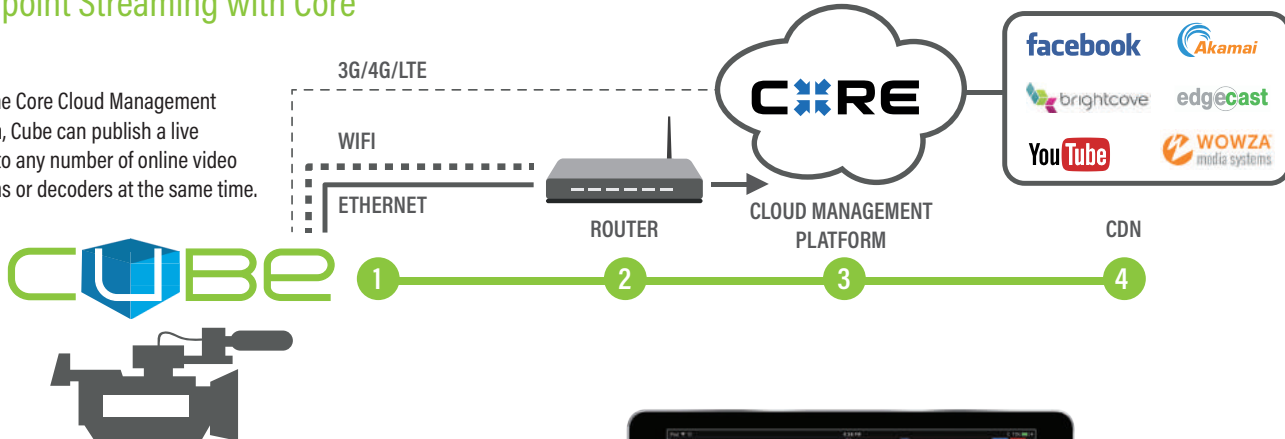 point Streaming with Core
Core Cloud Management
, Cube can publish a live
to any number of online video
or decoders at the same time.
3G/4G/LTE
WIFI
ETHERNET
ROUTER
CORE
CLOUD MANAGEMENT
PLATFORM
facebook
Akamai
brightcove
edgecast
YouTube
WOWZA
media systems
CDN
CUBE
1
2
3
4